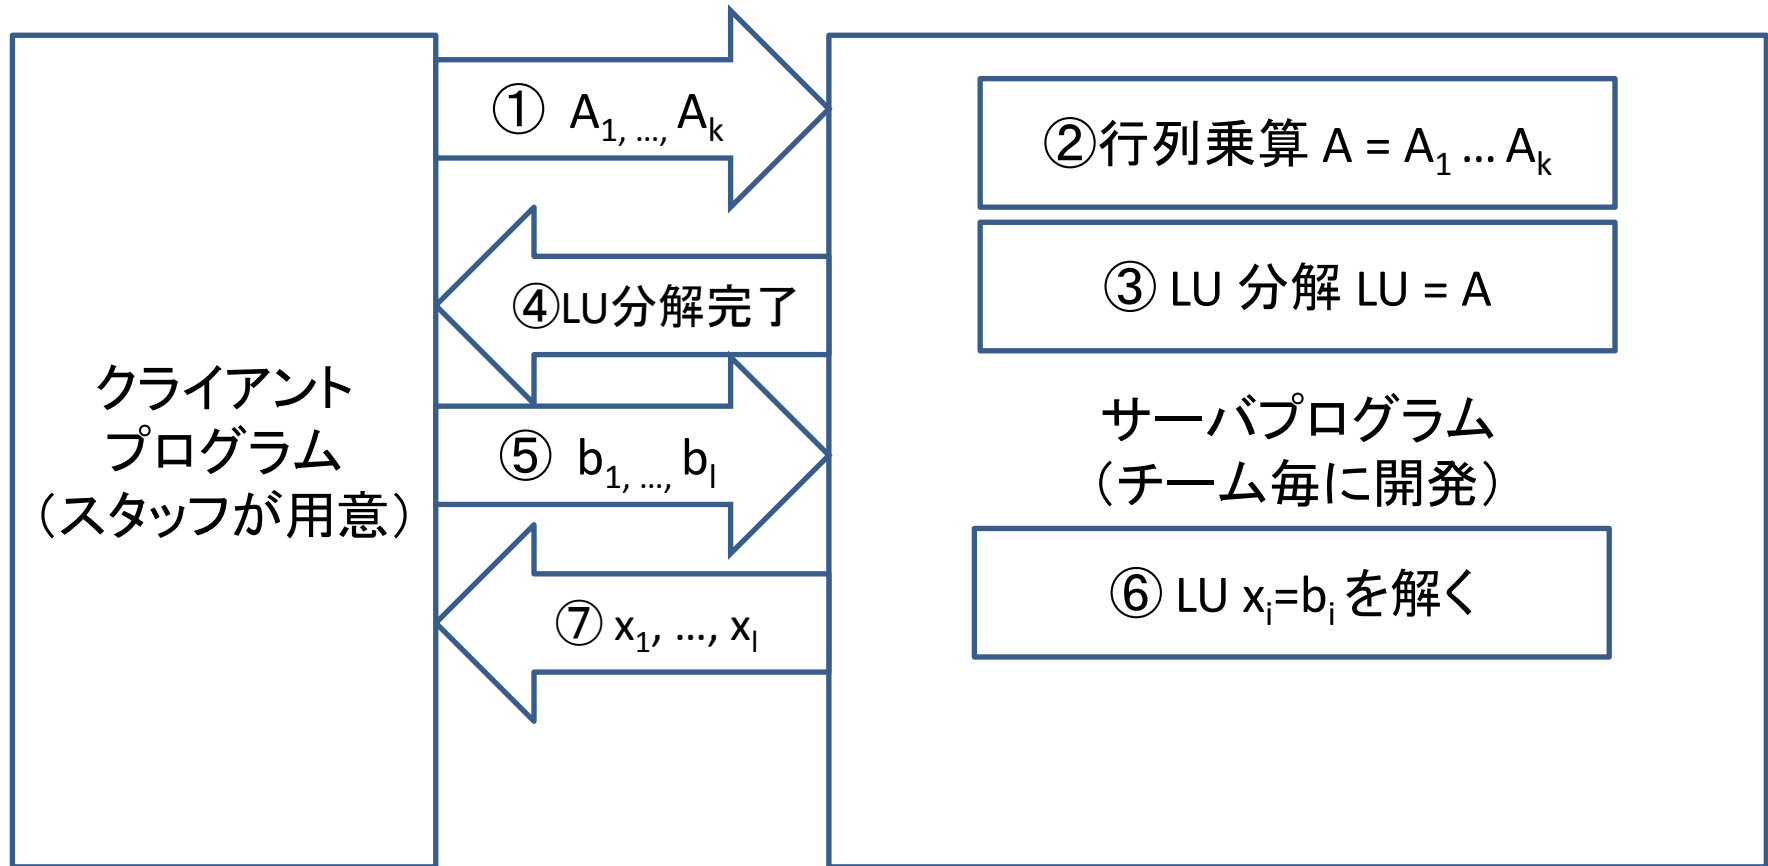 ① A1, ..., Ak
②行列乗算 A = A1 ... Ak
③ LU 分解 LU = A
④LU分解完了
クライアント
プログラム
（スタッフが用意）
サーバプログラム
（チーム毎に開発）
⑤ b1, ..., bl
⑥ LU xi=bi を解く
⑦ x1, ..., xl